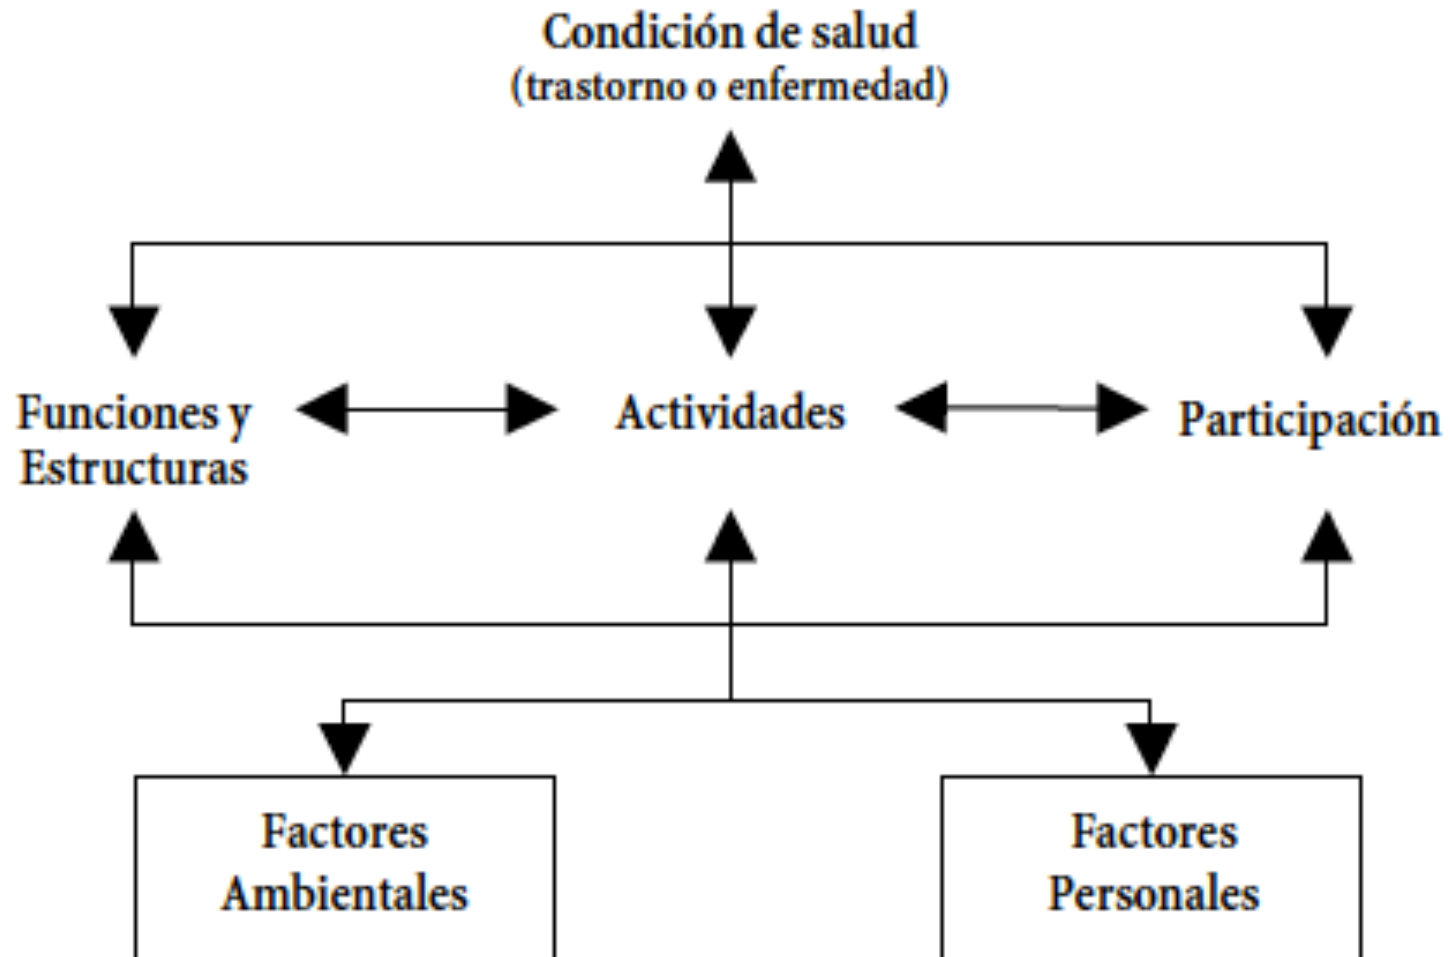 Condición de salud
(trastorno o enfermedad)
Funciones y
Estructuras
Actividades
Participación
Factores
Ambientales
Factores
Personales